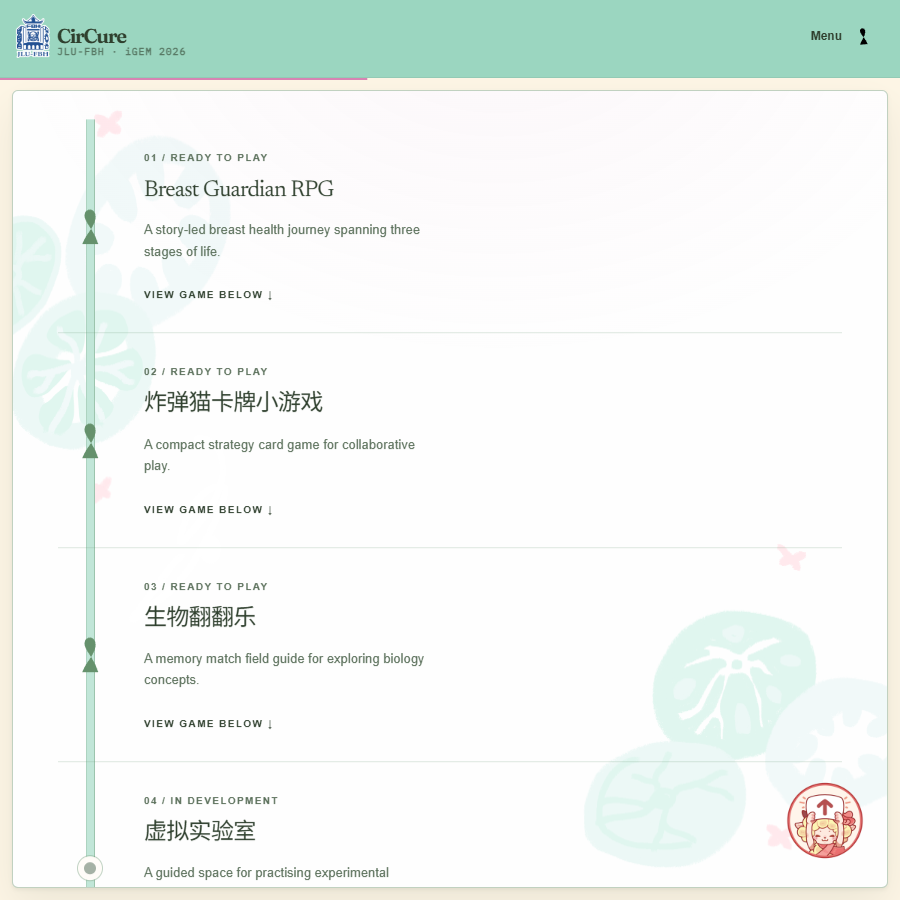 CirCure
JLU-FBH · iGEM 2026
JLU-FBH
Menu
01 / READY TO PLAY
Breast Guardian RPG
A story-led breast health journey spanning three
stages of life.
VIEW GAME BELOW ↓
02 / READY TO PLAY
炸弹猫卡牌小游戏
A compact strategy card game for collaborative
play.
VIEW GAME BELOW ↓
03 / READY TO PLAY
生物翻翻乐
A memory match field guide for exploring biology
concepts.
VIEW GAME BELOW ↓
04 / IN DEVELOPMENT
虚拟实验室
A guided space for practising experimental